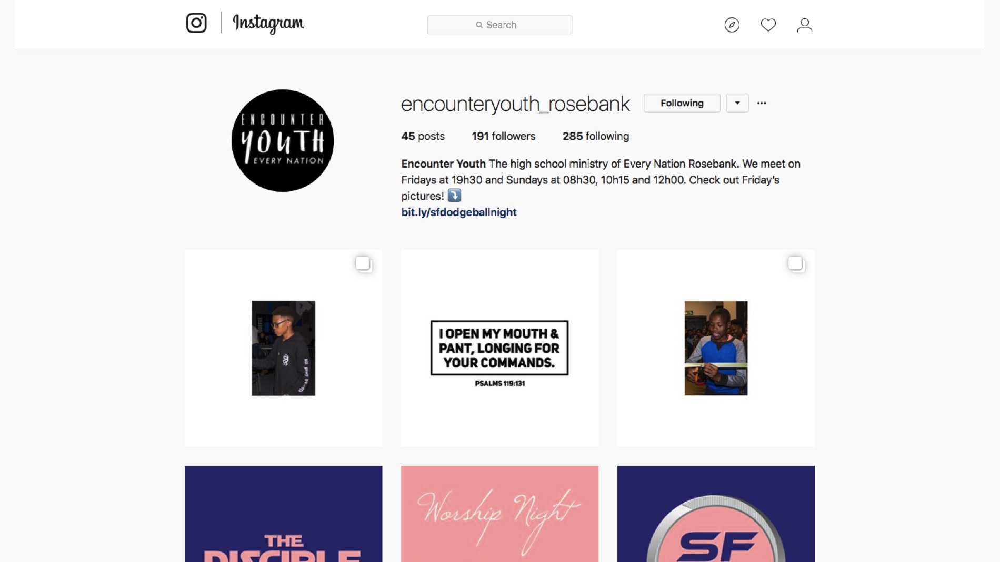 Instagram
Search
encounteryouth_rosebank
Following
45 posts 191 followers 285 following
ENCOUNTER
YOUTH
EVERY NATION
Encounter Youth The high school ministry of Every Nation Rosebank. We meet on
Fridays at 19h30 and Sundays at 08h30, 10h15 and 12h00. Check out Friday's
pictures!
bit.ly/sfdodgeballnight
I OPEN MY MOUTH &
PANT, LONGING FOR
YOUR COMMANDS.
PSALMS 119:131
THE
DISCIPLE
Worship Night
SF